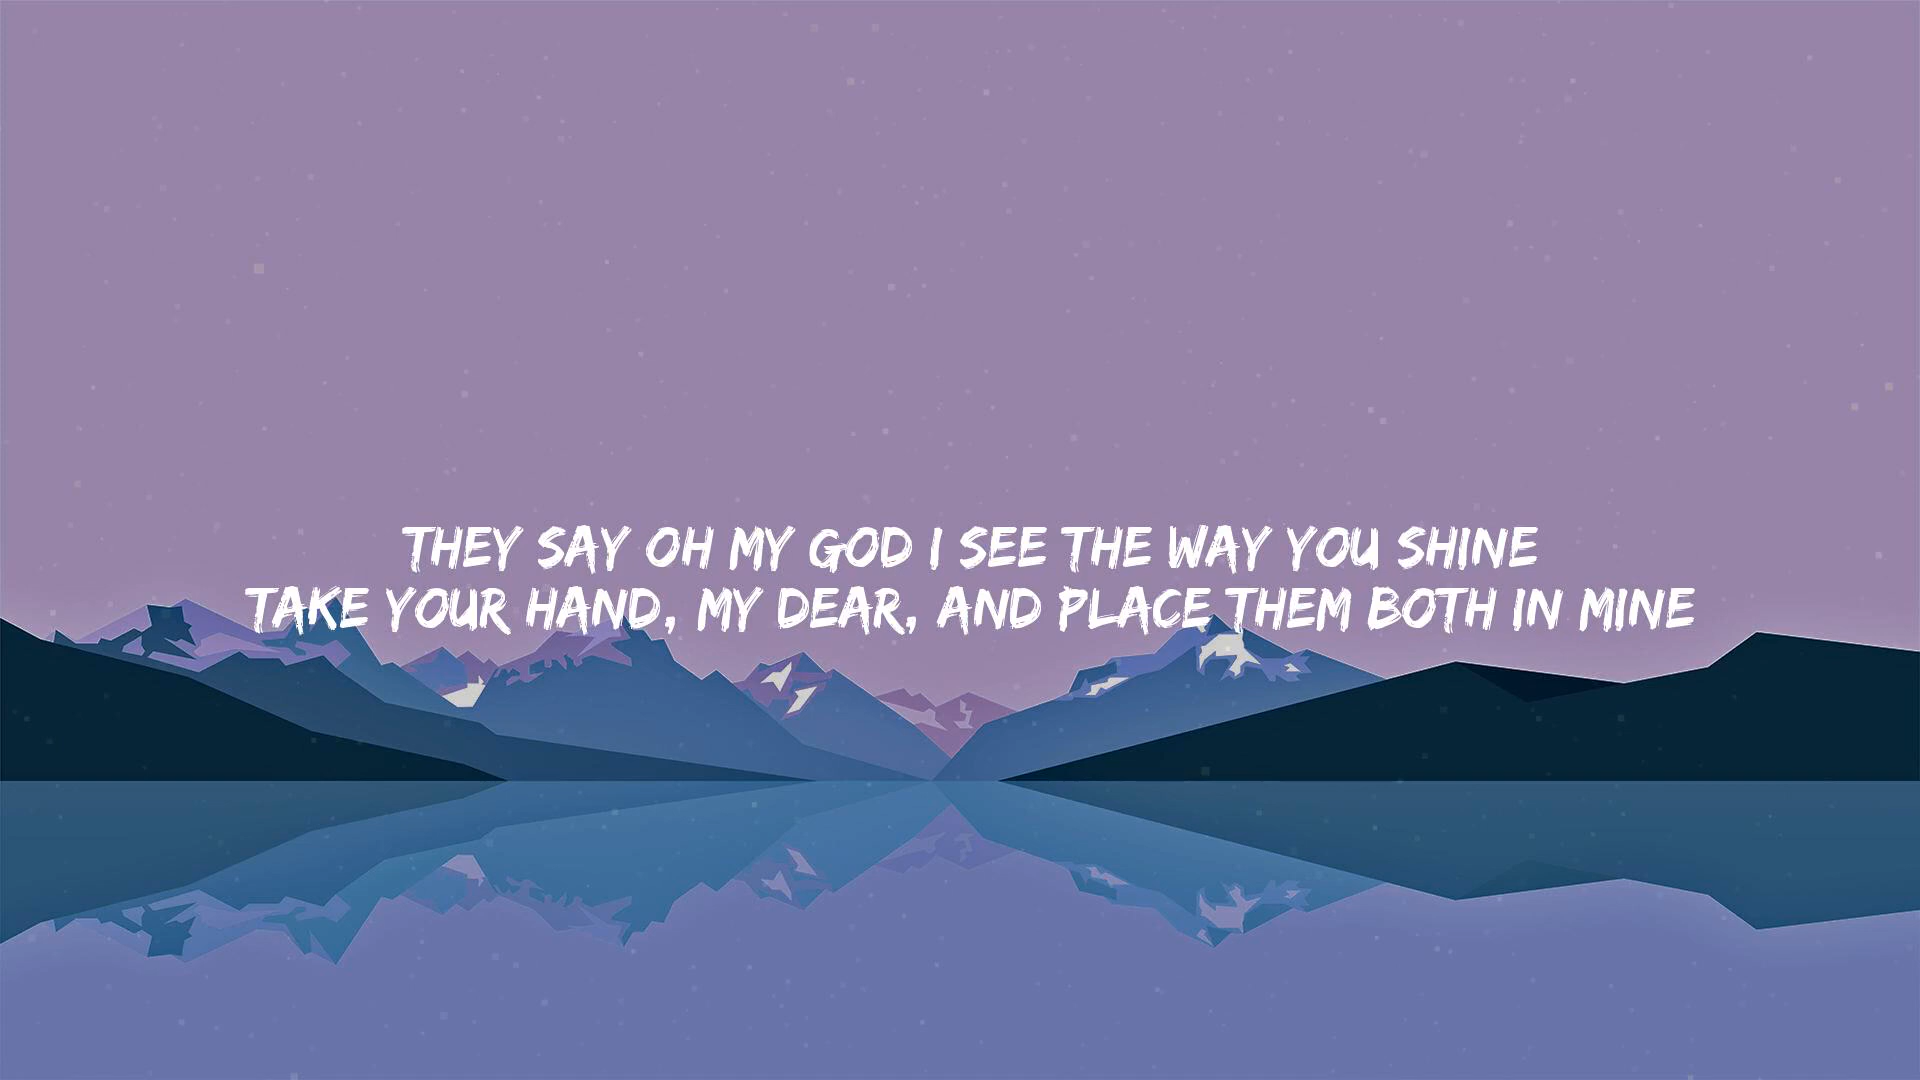 THEY SAY OH MY GOD I SEE THE WAY YOU SHINE
TAKE YOUR HAND, MY DEAR, AND PLACE THEM BOTH IN MINE